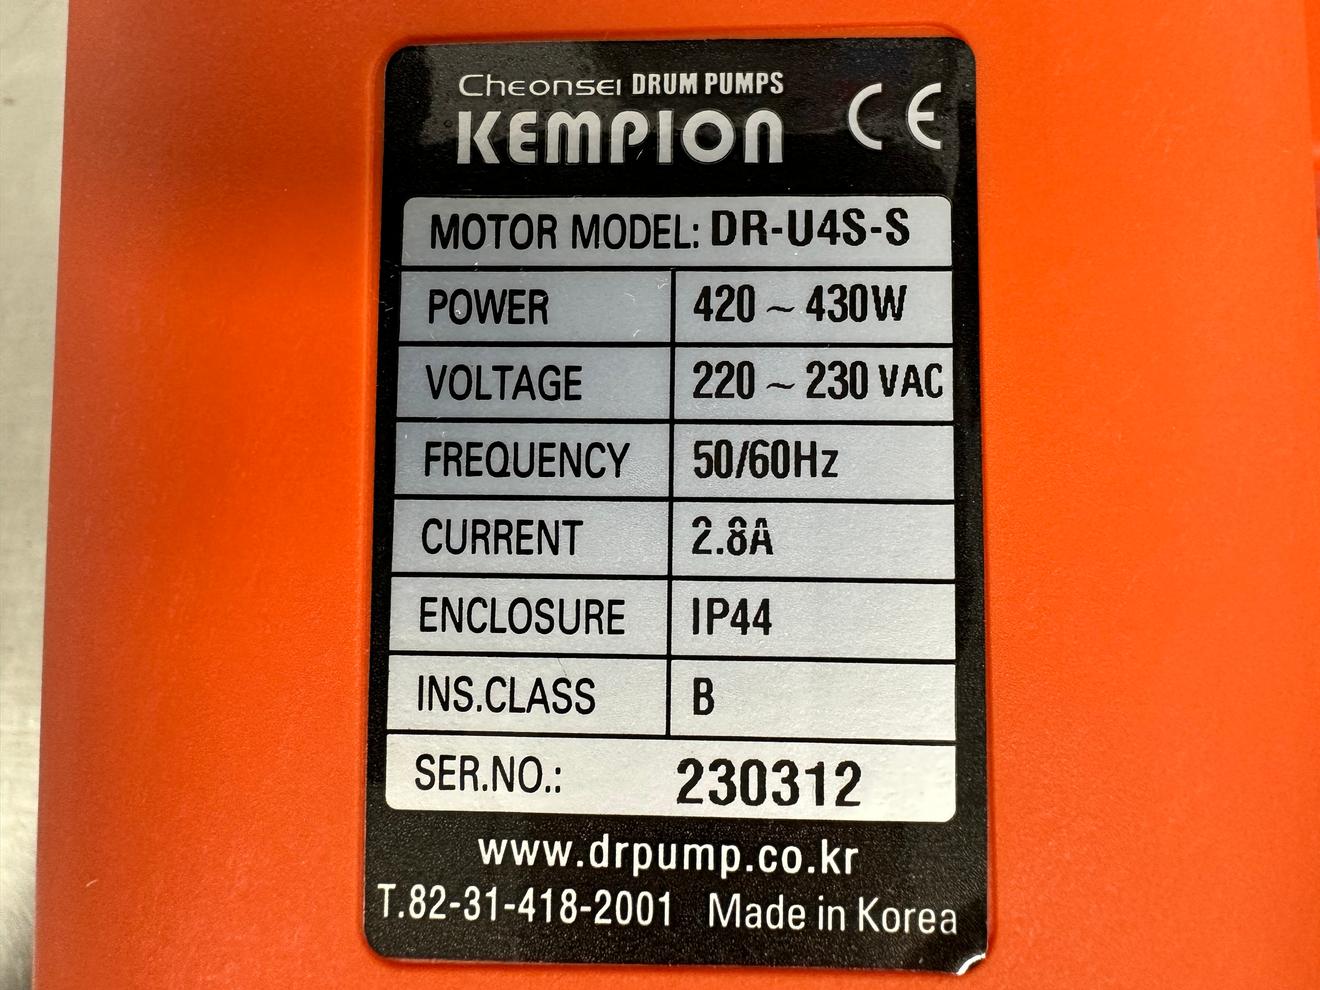 Cheonsei DRUM PUMPS
KEMPION
CE
MOTOR MODEL: DR-U4S-S
POWER 420 ~ 430W
VOLTAGE 220 ~ 230 VAC
FREQUENCY 50/60Hz
CURRENT 2.8A
ENCLOSURE IP44
INS.CLASS B
SER.NO.: 230312
www.drpump.co.kr
T.82-31-418-2001 Made in Korea